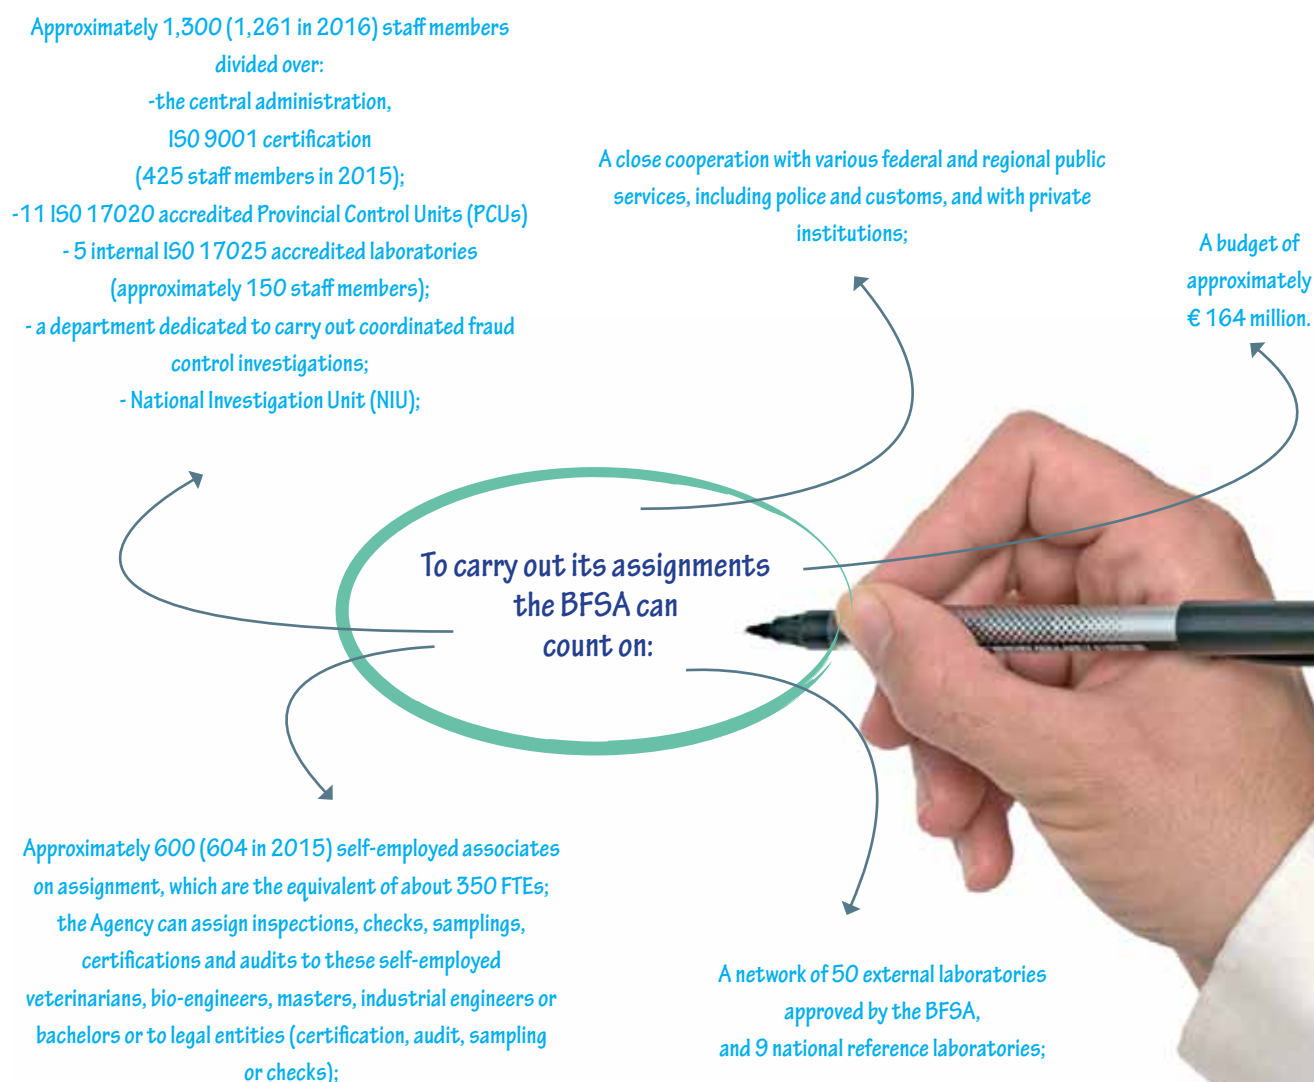 Approximately 1,300 (1,261 in 2016) staff members
divided over:
-the central administration,
ISO 9001 certification
(425 staff members in 2015);
-11 ISO 17020 accredited Provincial Control Units (PCUs)
- 5 internal ISO 17025 accredited laboratories
(approximately 150 staff members);
- a department dedicated to carry out coordinated fraud
control investigations;
- National Investigation Unit (NIU);
A close cooperation with various federal and regional public
services, including police and customs, and with private
institutions;
A budget of
approximately
€ 164 million.
To carry out its assignments
the BFSA can
count on:
Approximately 600 (604 in 2015) self-employed associates
on assignment, which are the equivalent of about 350 FTEs;
the Agency can assign inspections, checks, samplings,
certifications and audits to these self-employed
veterinarians, bio-engineers, masters, industrial engineers or
bachelors or to legal entities (certification, audit, sampling
or checks);
A network of 50 external laboratories
approved by the BFSA,
and 9 national reference laboratories;